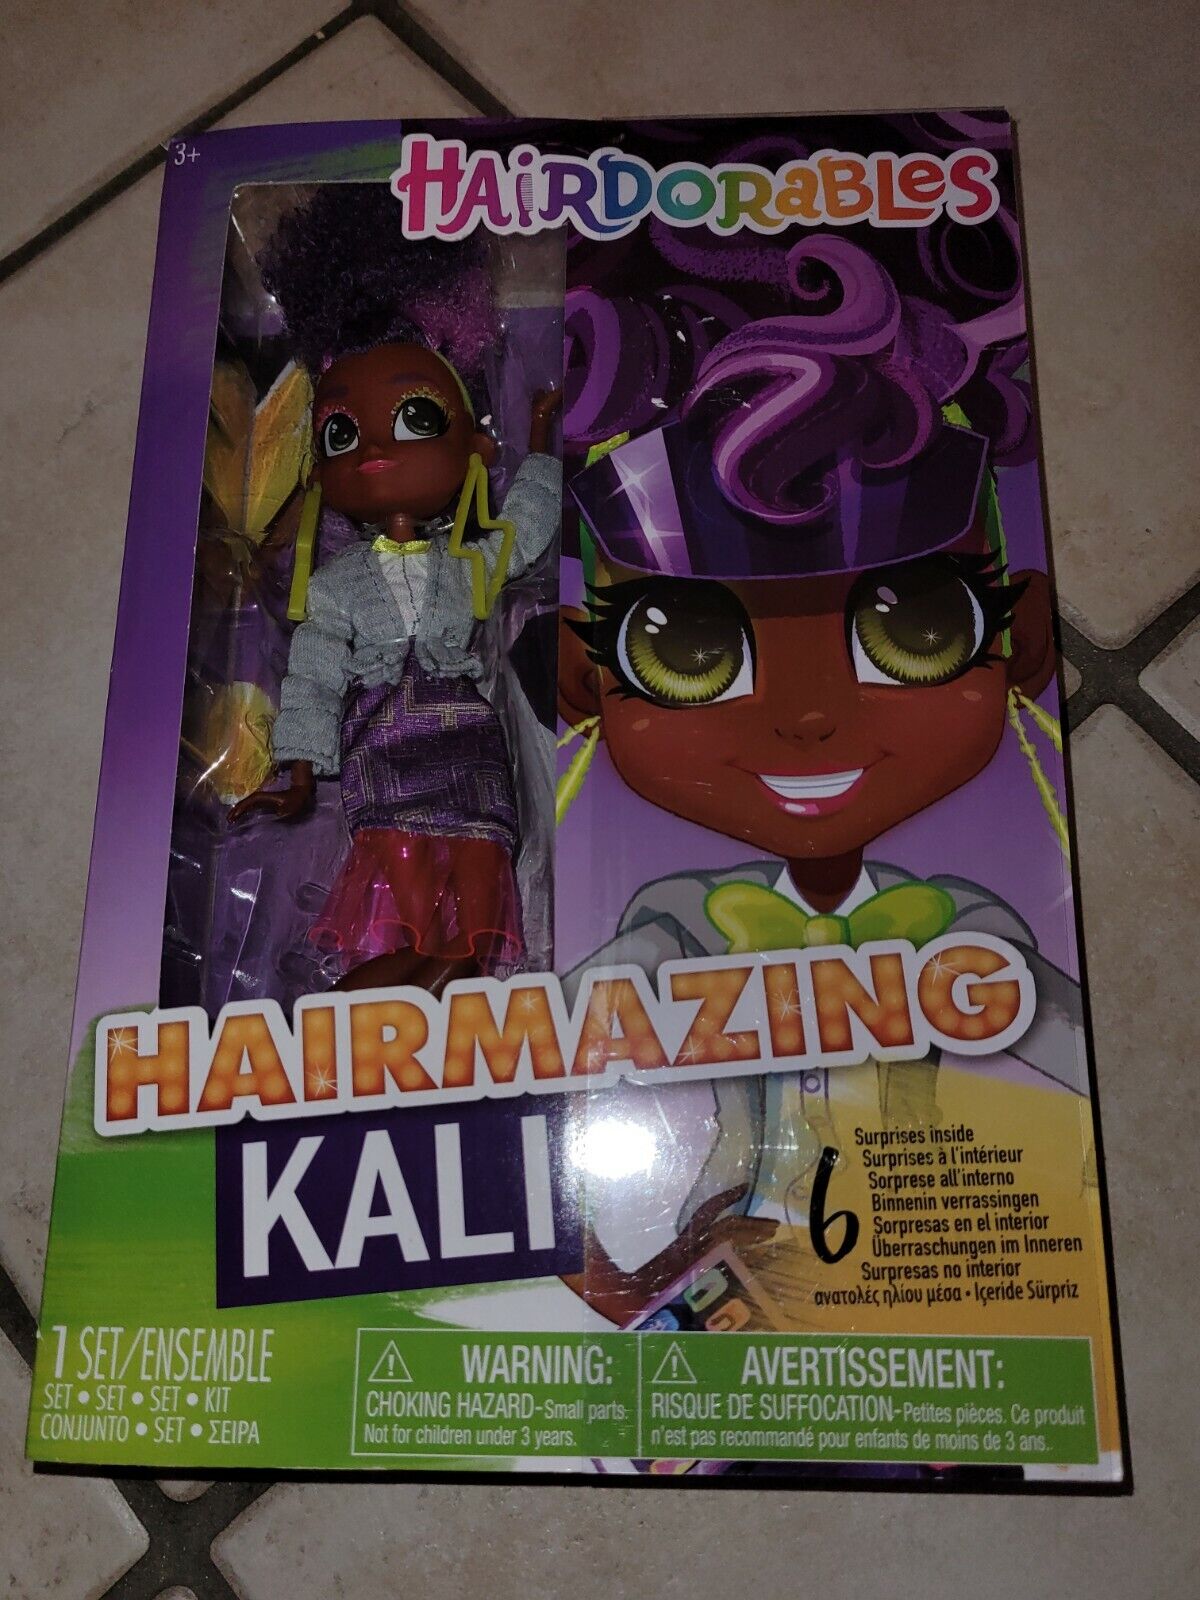 3+
HAiRDORaBLes
HAIRMAZING
KALI
6
Surprises inside
Surprises à l'intérieur
Sorprese all'interno
Binnenin verrassingen
Sorpresas en el interior
Überraschungen im Inneren
Surpresas no interior
ανατολές ηλίου μέσα • Içeride Sürpriz
1 SET/ENSEMBLE
SET • SET • SET • KIT
CONJUNTO • SET • ΣΕΙΡΑ
WARNING:
CHOKING HAZARD-Small parts.
Not for children under 3 years.
AVERTISSEMENT:
RISQUE DE SUFFOCATION-Petites pièces. Ce produit
n'est pas recommandé pour enfants de moins de 3 ans..